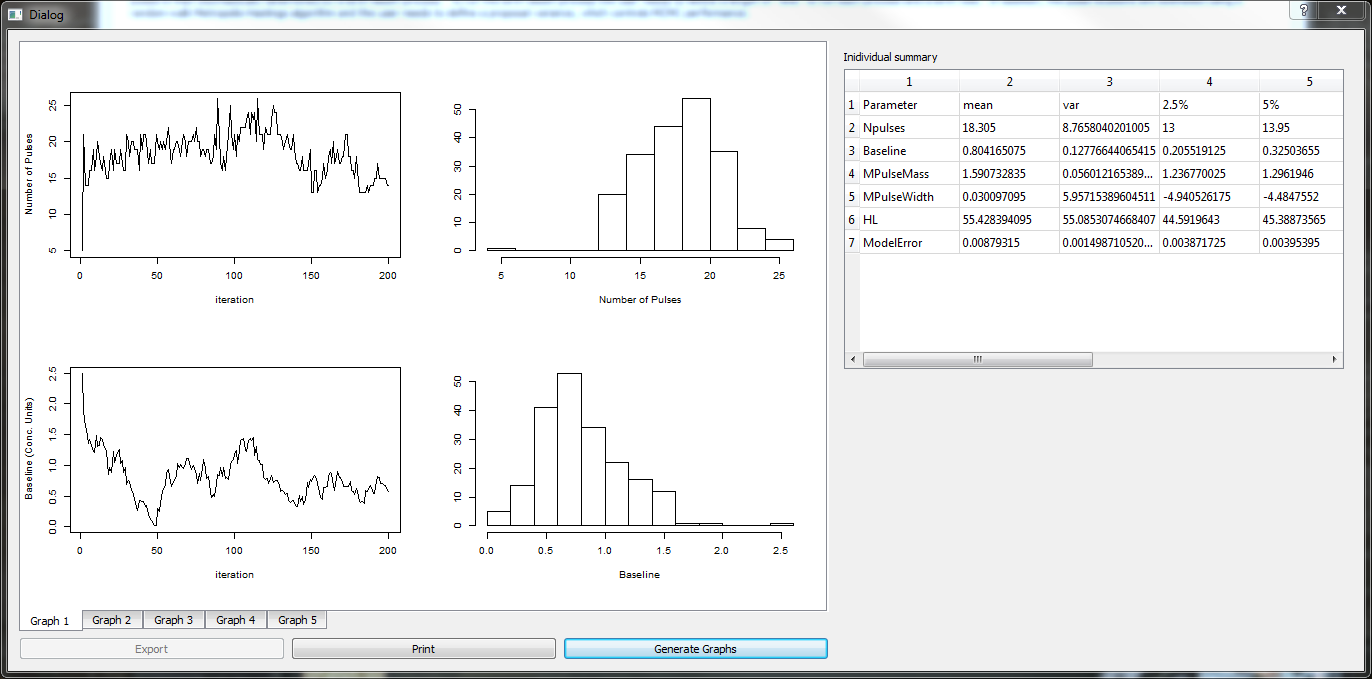 Dialog
Number of Pulses
25
20
15
10
5
0 50 100 150 200
iteration
50
40
30
20
10
0
5 10 15 20 25
Number of Pulses
Baseline (Conc. Units)
2.5
2.0
1.5
1.0
0.5
0.0
0 50 100 150 200
iteration
50
40
30
20
10
0
0.0 0.5 1.0 1.5 2.0 2.5
Baseline
Graph 1 Graph 2 Graph 3 Graph 4 Graph 5
Export Print Generate Graphs
Inidividual summary
1 2 3 4 5
1 Parameter mean var 2.5% 5%
2 Npulses 18.305 8.7658040201005 13 13.95
3 Baseline 0.804165075 0.12776644065415 0.205519125 0.32503655
4 MPulseMass 1.590732835 0.056012165389... 1.236770025 1.2961946
5 MPulseWidth 0.030097095 5.95715389604511 -4.940526175 -4.4847552
6 HL 55.428394095 55.0853074668407 44.5919643 45.38873565
7 ModelError 0.00879315 0.001498710520... 0.003871725 0.00395395